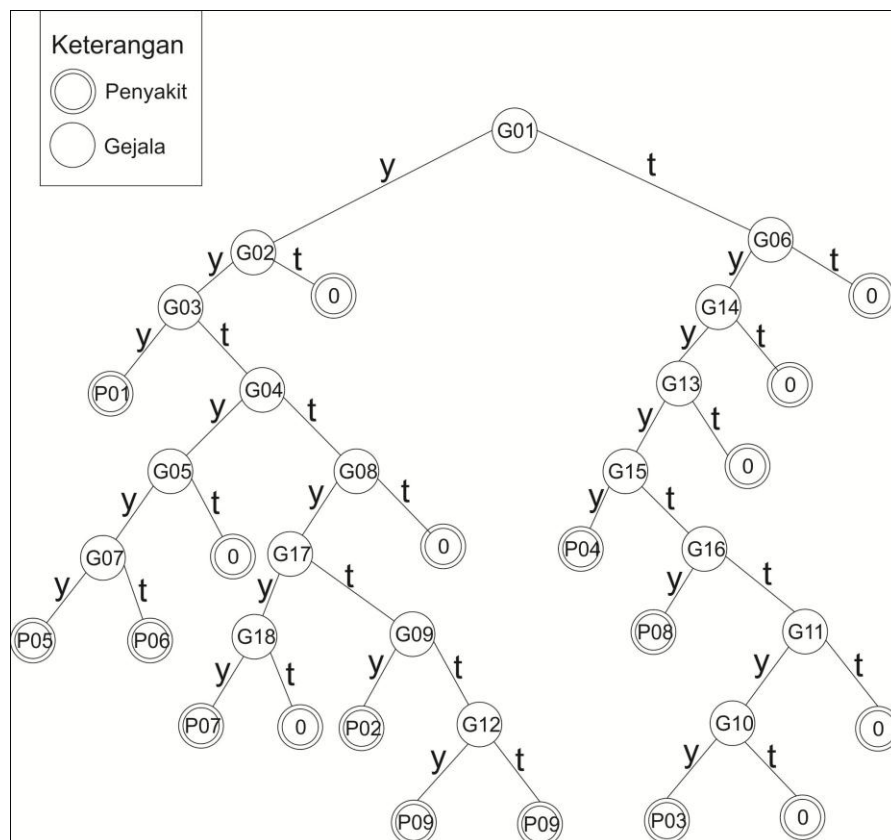 Keterangan
Penyakit
Gejala
G01
y t
G02 G06
y t y t
G03 0 G14 0
y t y t
P01 G04 G13 0
y t y t
G05 G08 G15 0
y t y t y t
G07 0 G17 0 P04 G16
y t y t y t
P05 P06 G18 G09 P08 G11
y t y t y t
P07 0 P02 G12 G10 0
y t y t
P09 P09 P03 0